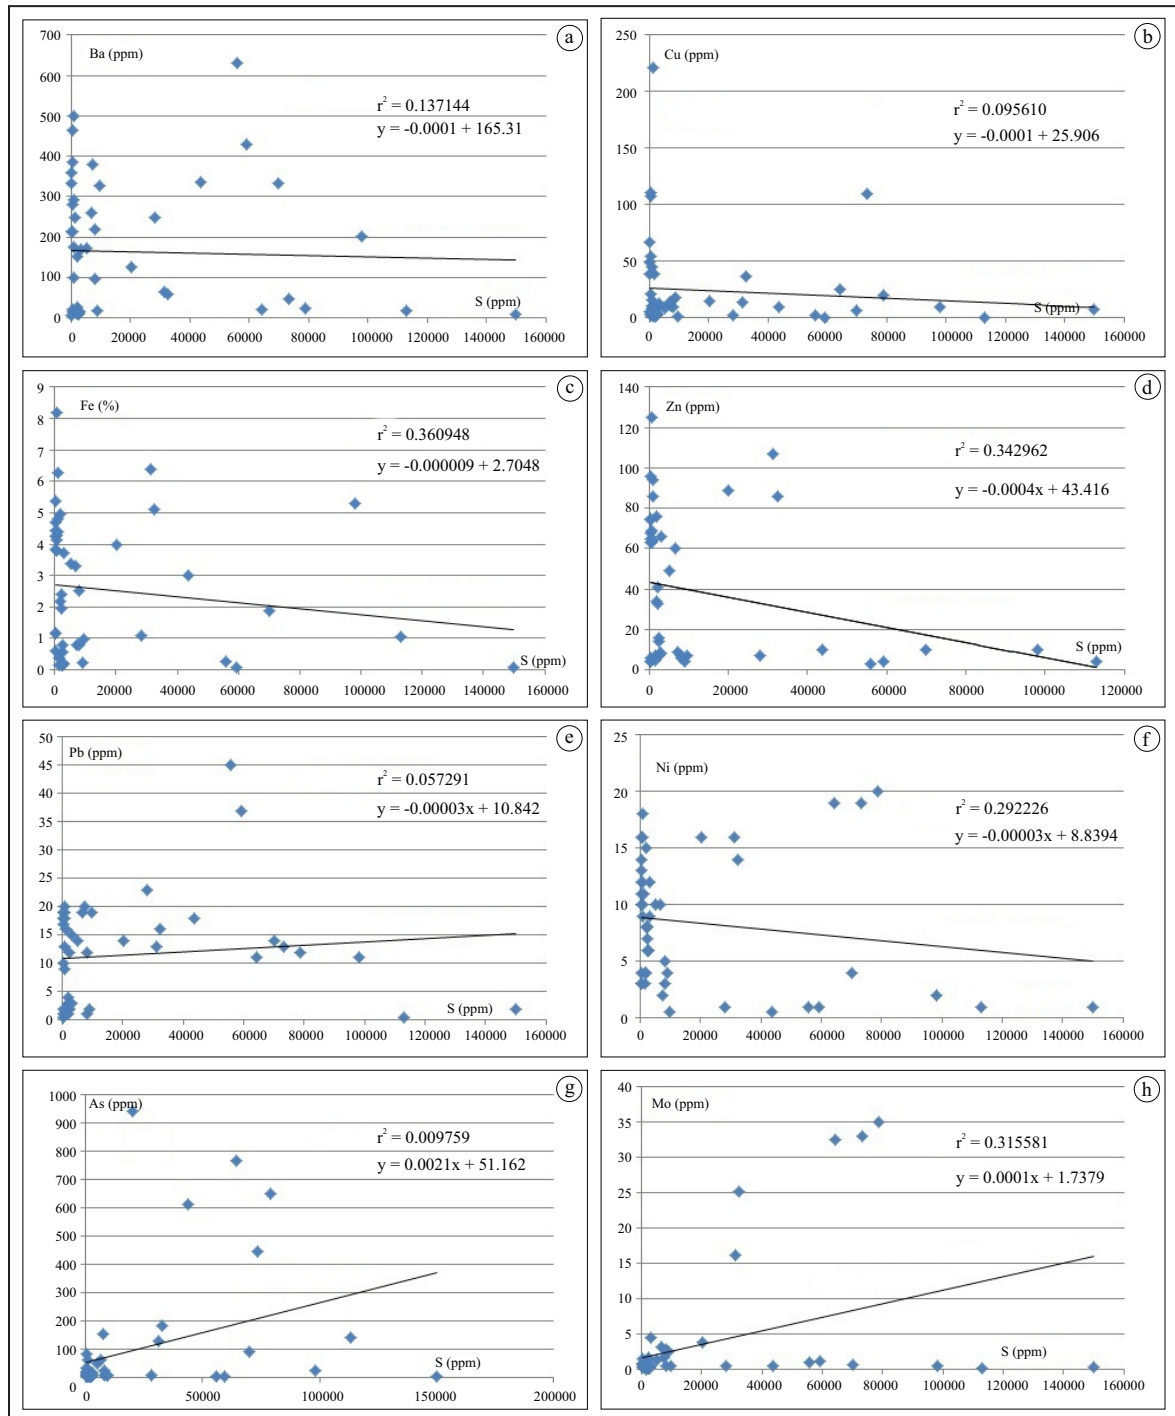 a
Ba (ppm)
r² = 0.137144
y = -0.0001 + 165.31
S (ppm)
700
600
500
400
300
200
100
0
0 20000 40000 60000 80000 100000 120000 140000 160000
b
Cu (ppm)
r² = 0.095610
y = -0.0001 + 25.906
S (ppm)
250
200
150
100
50
0
0 20000 40000 60000 80000 100000 120000 140000 160000
c
Fe (%)
r² = 0.360948
y = -0.000009 + 2.7048
S (ppm)
9
8
7
6
5
4
3
2
1
0
0 20000 40000 60000 80000 100000 120000 140000 160000
d
Zn (ppm)
r² = 0.342962
y = -0.0004x + 43.416
S (ppm)
140
120
100
80
60
40
20
0
0 20000 40000 60000 80000 100000 120000
e
Pb (ppm)
r² = 0.057291
y = -0.00003x + 10.842
S (ppm)
50
45
40
35
30
25
20
15
10
5
0
0 20000 40000 60000 80000 100000 120000 140000 160000
f
Ni (ppm)
r² = 0.292226
y = -0.00003x + 8.8394
25
20
15
10
5
0
0 20000 40000 60000 80000 100000 120000 140000 160000
g
As (ppm)
r² = 0.009759
y = 0.0021x + 51.162
S (ppm)
1000
900
800
700
600
500
400
300
200
100
0
0 50000 100000 150000 200000
h
Mo (ppm)
r² = 0.315581
y = 0.0001x + 1.7379
S (ppm)
40
35
30
25
20
15
10
5
0
0 20000 40000 60000 80000 100000 120000 140000 160000